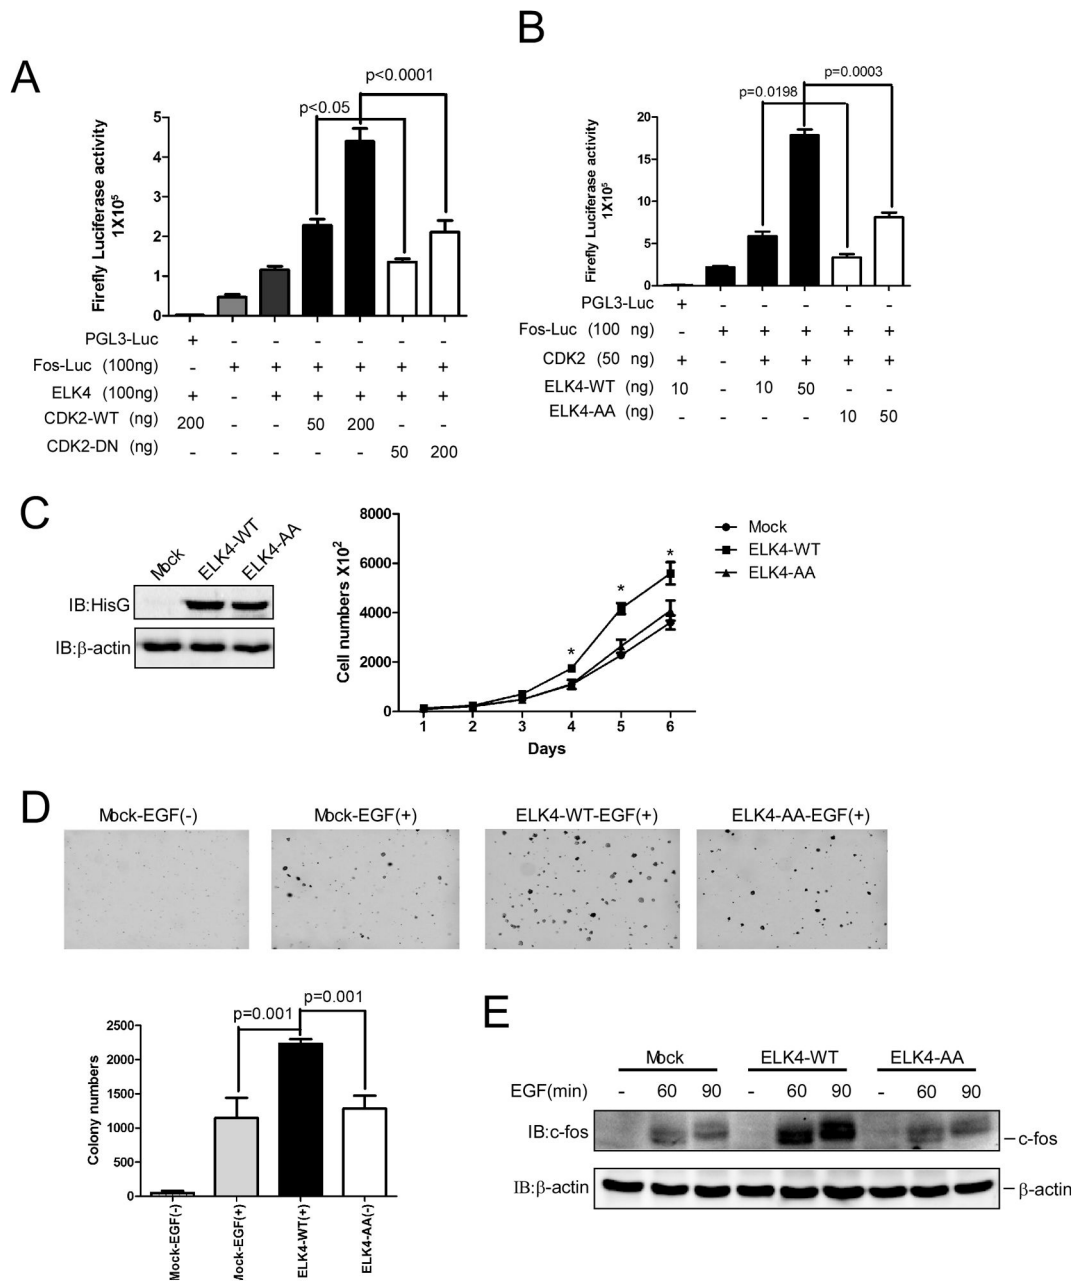 A
p<0.0001
p<0.05
Firefly Luciferase activity
1X10⁵
5
4
3
2
1
0
PGL3-Luc + - - - - - -
Fos-Luc (100ng) - + + + + + +
ELK4 (100ng) + - + + + + +
CDK2-WT (ng) 200 - - 50 200 - -
CDK2-DN (ng) - - - - - 50 200
B
p=0.0003
p=0.0198
Firefly Luciferase activity
1X10⁵
20
15
10
5
0
PGL3-Luc + - - - - -
Fos-Luc (100 ng) - + + + + +
CDK2 (50 ng) + - + + + +
ELK4-WT (ng) 10 - 10 50 - -
ELK4-AA (ng) - - - - 10 50
C
Mock ELK4-WT ELK4-AA
IB:HisG
IB:β-actin
Cell numbers X10²
8000
6000
4000
2000
0
* * *
1 2 3 4 5 6
Days
Mock
ELK4-WT
ELK4-AA
D
Mock-EGF(-) Mock-EGF(+) ELK4-WT-EGF(+) ELK4-AA-EGF(+)
p=0.001
p=0.001
Colony numbers
2500
2000
1500
1000
500
0
Mock-EGF(-)
Mock-EGF(+)
ELK4-WT(+)
ELK4-AA(-)
E
Mock ELK4-WT ELK4-AA
EGF(min) - 60 90 - 60 90 - 60 90
IB:c-fos c-fos
IB:β-actin β-actin